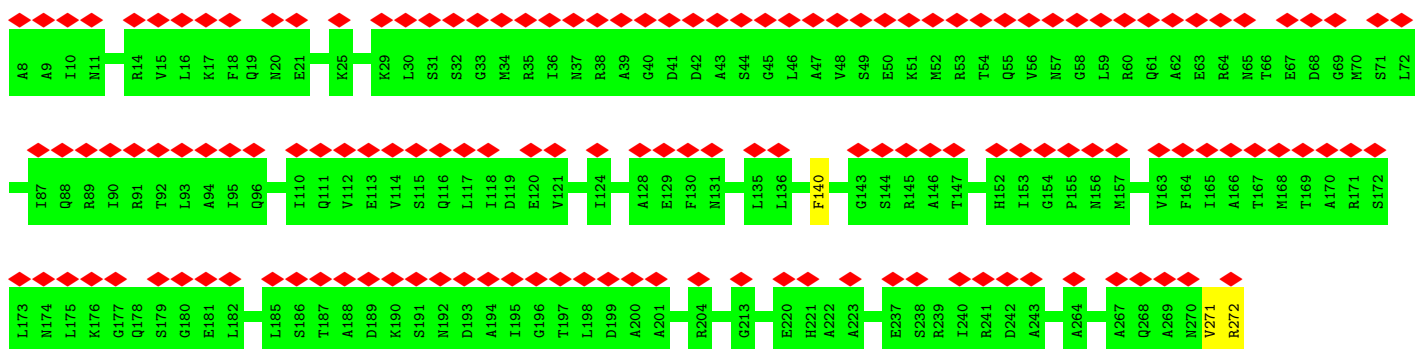 A8 A9 I10 N11 R14 V15 L16 K17 F18 Q19 N20 E21 K25 K29 L30 S31 S32 G33 M34 R35 I36 N37 R38 A39 G40 D41 D42 A43 S44 G45 L46 A47 V48 S49 E50 K51 M52 R53 T54 Q55 V56 N57 G58 L59 R60 Q61 A62 E63 R64 N65 T66 E67 D68 G69 M70 S71 L72
I87 Q88 R89 I90 R91 T92 L93 A94 I95 Q96 I110 Q111 V112 E113 V114 S115 Q116 L117 I118 D119 E120 V121 I124 A128 E129 F130 N131 L135 L136 F140 G143 S144 R145 A146 T147 H152 I153 G154 P155 N156 M157 V163 F164 I165 A166 T167 M168 T169 A170 R171 S172
L173 N174 L175 K176 G177 Q178 S179 G180 E181 L182 L185 S186 T187 A188 D189 K190 S191 N192 D193 A194 I195 G196 T197 L198 D199 A200 A201 R204 G213 E220 H221 A222 A223 E237 S238 R239 I240 R241 D242 A243 A264 A267 Q268 A269 N270 V271 R272